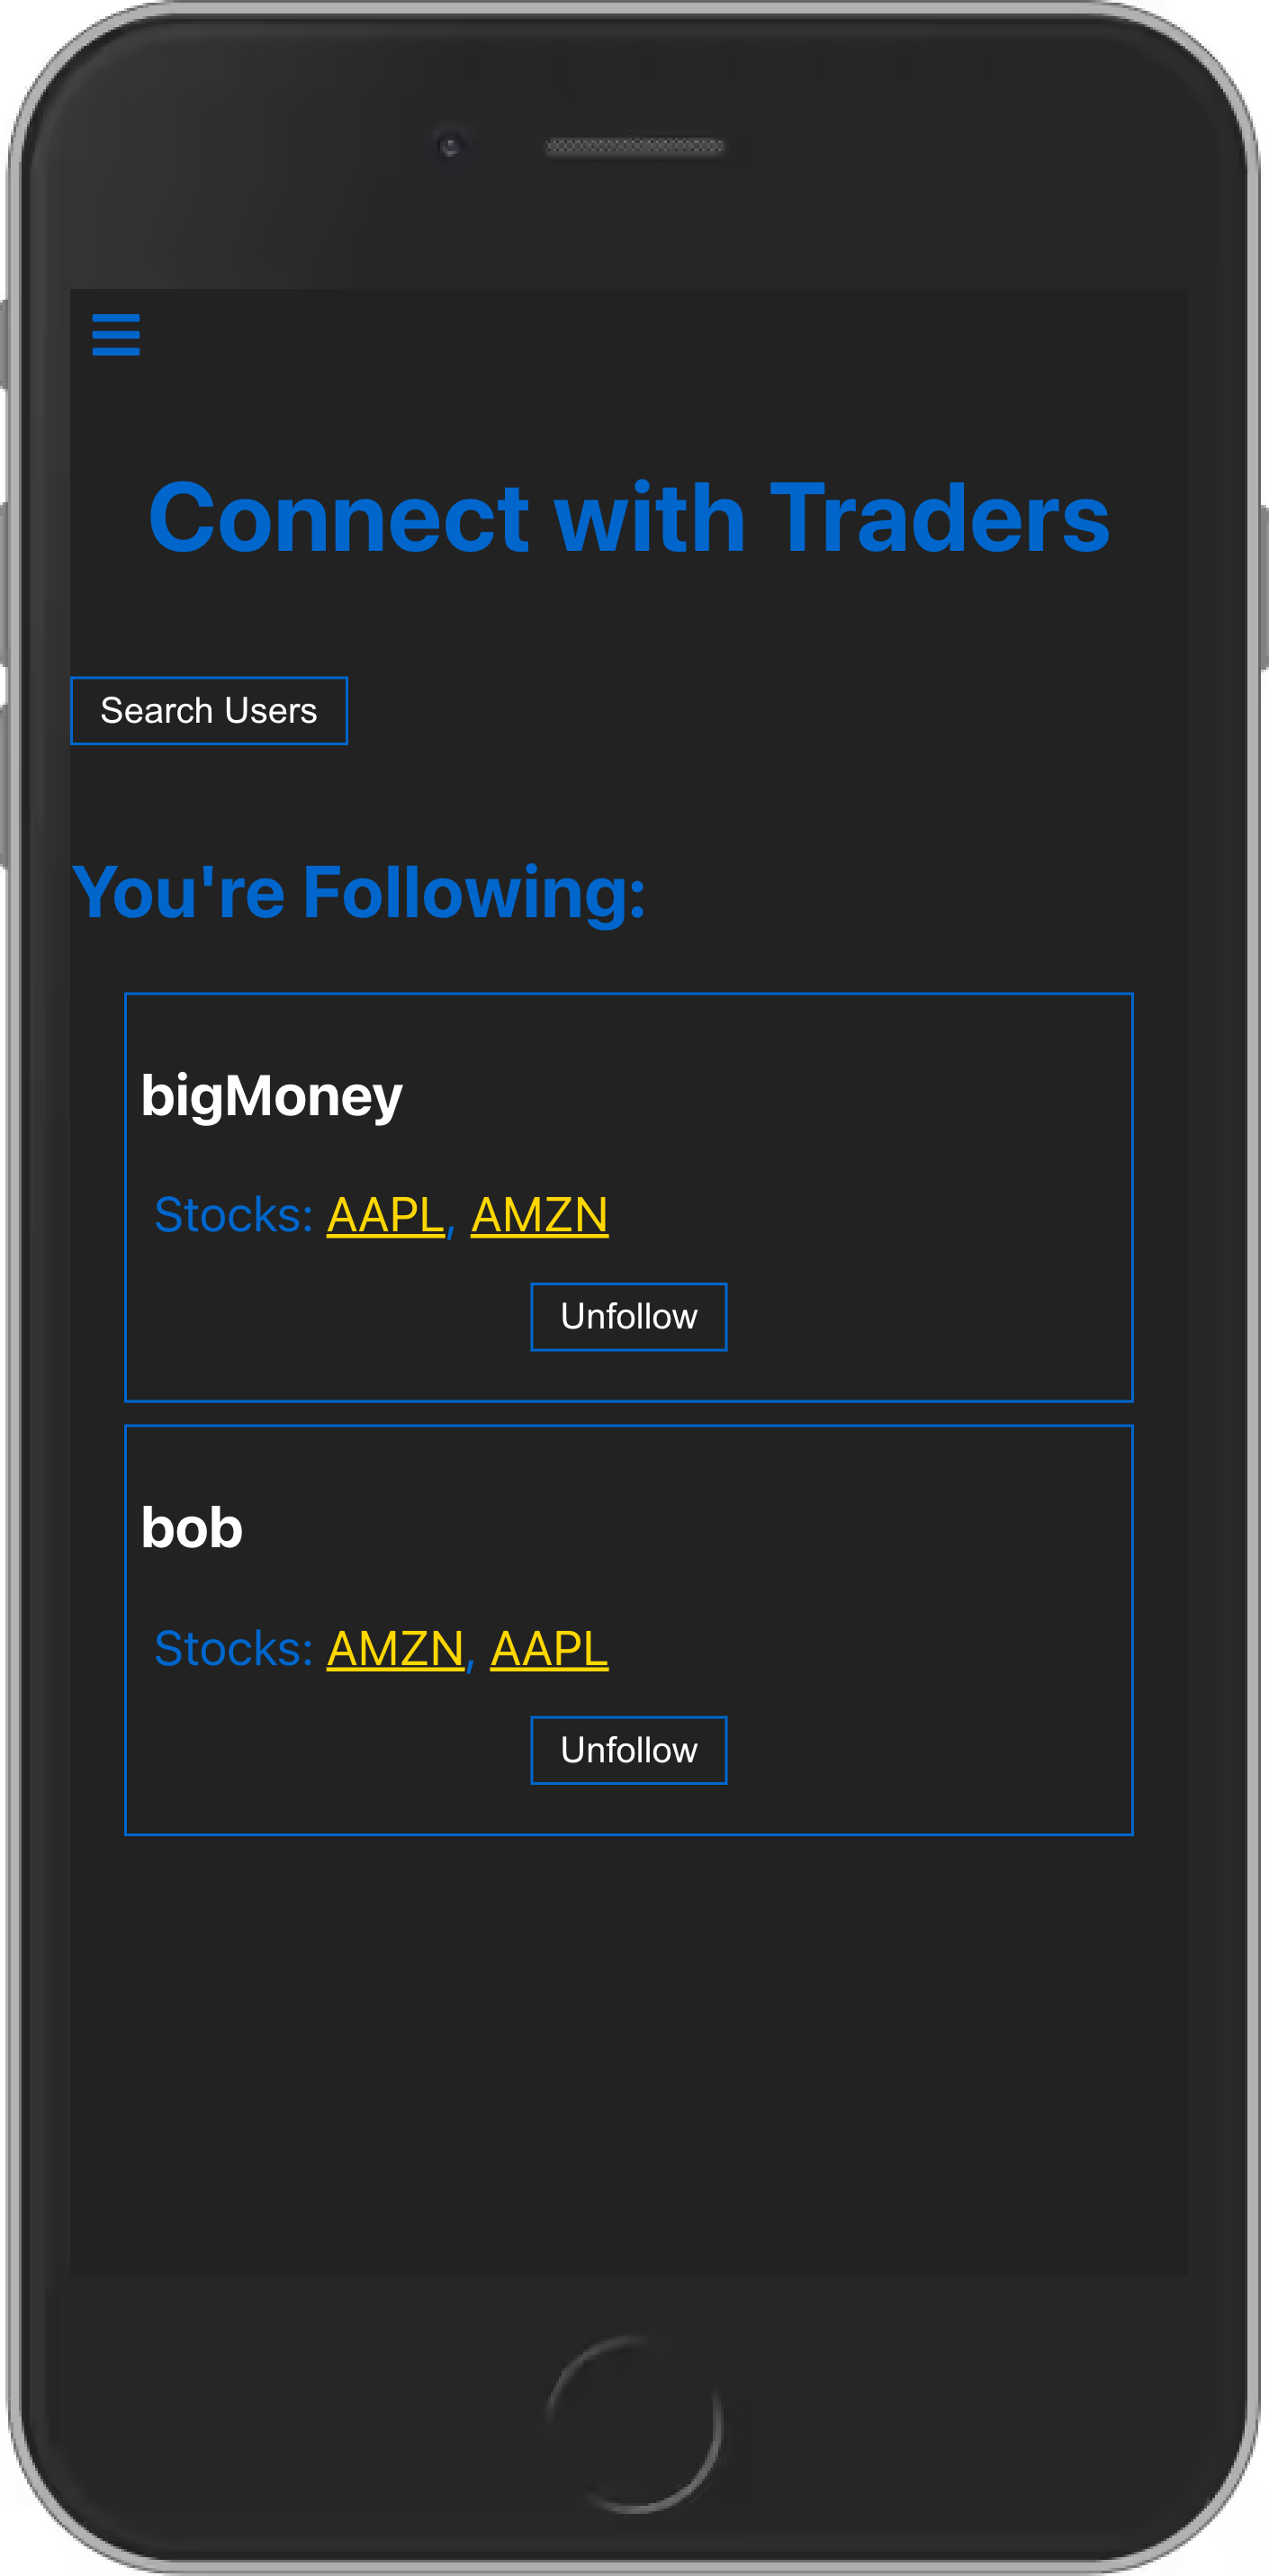 Connect with Traders
Search Users
You're Following:
bigMoney
Stocks: AAPL, AMZN
Unfollow
bob
Stocks: AMZN, AAPL
Unfollow